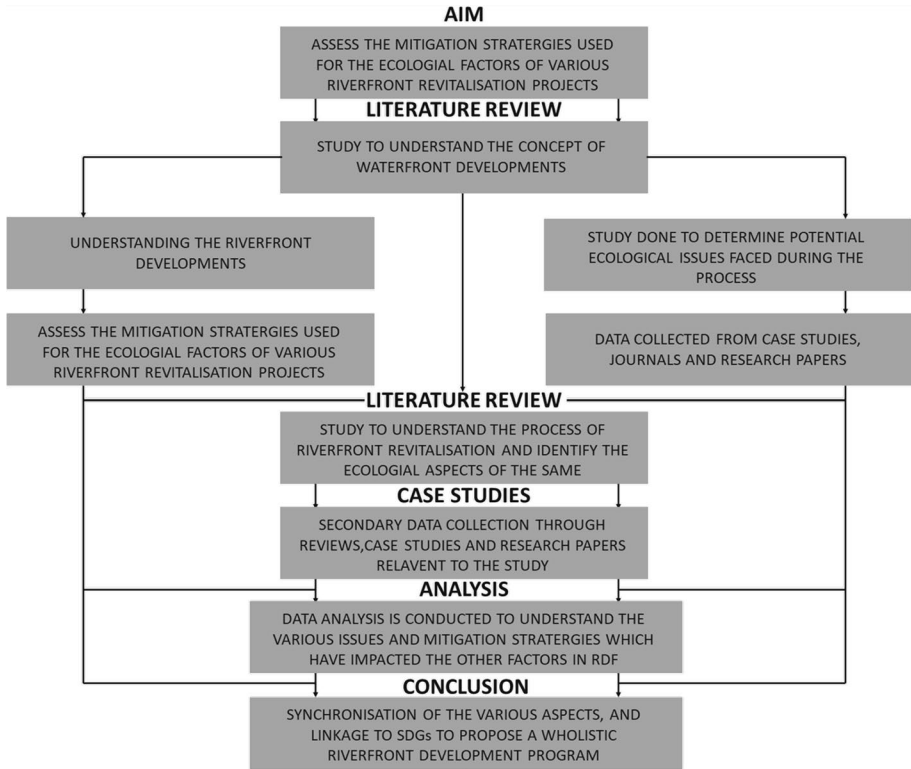 AIM
ASSESS THE MITIGATION STRATERGIES USED
FOR THE ECOLOGIAL FACTORS OF VARIOUS
RIVERFRONT REVITALISATION PROJECTS
LITERATURE REVIEW
STUDY TO UNDERSTAND THE CONCEPT OF
WATERFRONT DEVELOPMENTS
UNDERSTANDING THE RIVERFRONT
DEVELOPMENTS
STUDY DONE TO DETERMINE POTENTIAL
ECOLOGICAL ISSUES FACED DURING THE
PROCESS
ASSESS THE MITIGATION STRATERGIES USED
FOR THE ECOLOGIAL FACTORS OF VARIOUS
RIVERFRONT REVITALISATION PROJECTS
DATA COLLECTED FROM CASE STUDIES,
JOURNALS AND RESEARCH PAPERS
LITERATURE REVIEW
STUDY TO UNDERSTAND THE PROCESS OF
RIVERFRONT REVITALISATION AND IDENTIFY THE
ECOLOGIAL ASPECTS OF THE SAME
CASE STUDIES
SECONDARY DATA COLLECTION THROUGH
REVIEWS,CASE STUDIES AND RESEARCH PAPERS
RELAVENT TO THE STUDY
ANALYSIS
DATA ANALYSIS IS CONDUCTED TO UNDERSTAND THE
VARIOUS ISSUES AND MITIGATION STRATERGIES WHICH
HAVE IMPACTED THE OTHER FACTORS IN RDF
CONCLUSION
SYNCHRONISATION OF THE VARIOUS ASPECTS, AND
LINKAGE TO SDGs TO PROPOSE A WHOLISTIC
RIVERFRONT DEVELOPMENT PROGRAM